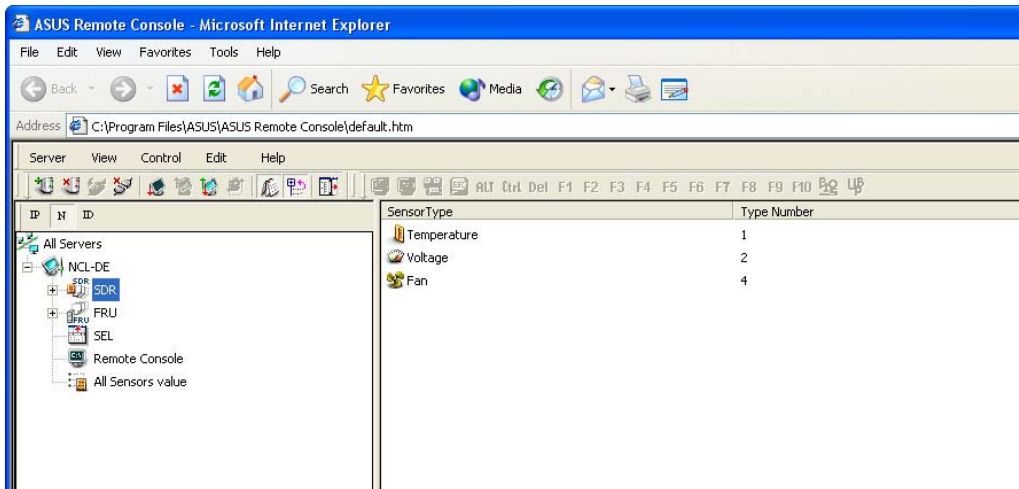 ASUS Remote Console - Microsoft Internet Explorer
File Edit View Favorites Tools Help
Back Search Favorites Media
Address C:\Program Files\ASUS\ASUS Remote Console\default.htm
Server View Control Edit Help
ALT Ctrl Del F1 F2 F3 F4 F5 F6 F7 F8 F9 F10
IP N ID
SensorType Type Number
All Servers
Temperature 1
NCL-DE
Voltage 2
SDR
SDR
Fan 4
FRU
FRU
SEL
Remote Console
All Sensors value